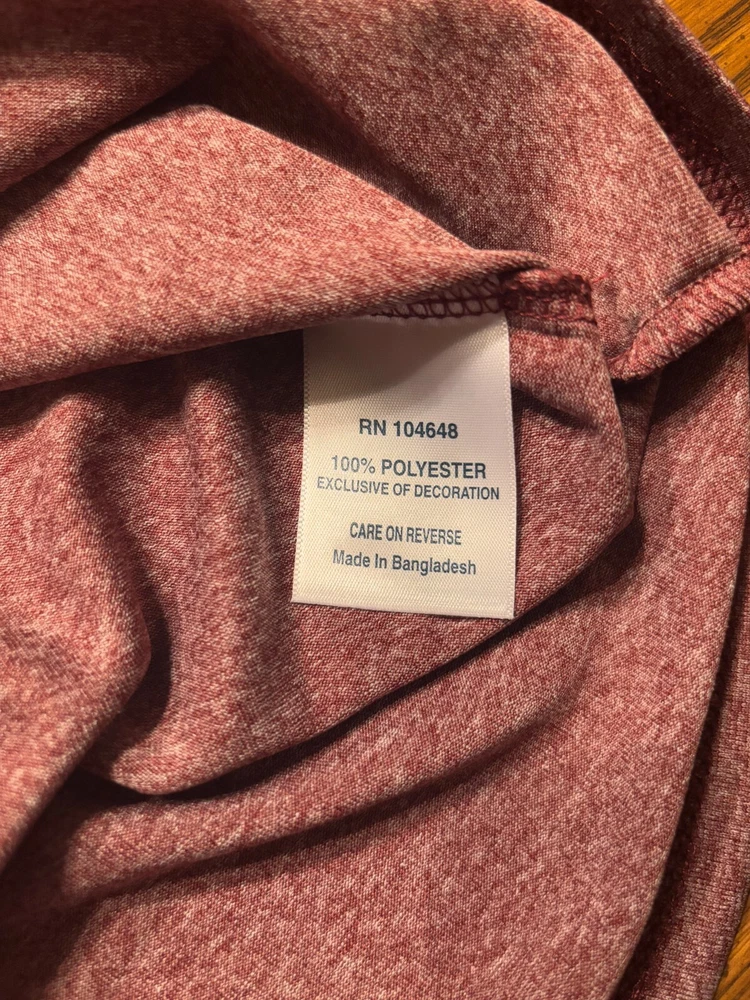 RN 104648
100% POLYESTER
EXCLUSIVE OF DECORATION
CARE ON REVERSE
Made In Bangladesh